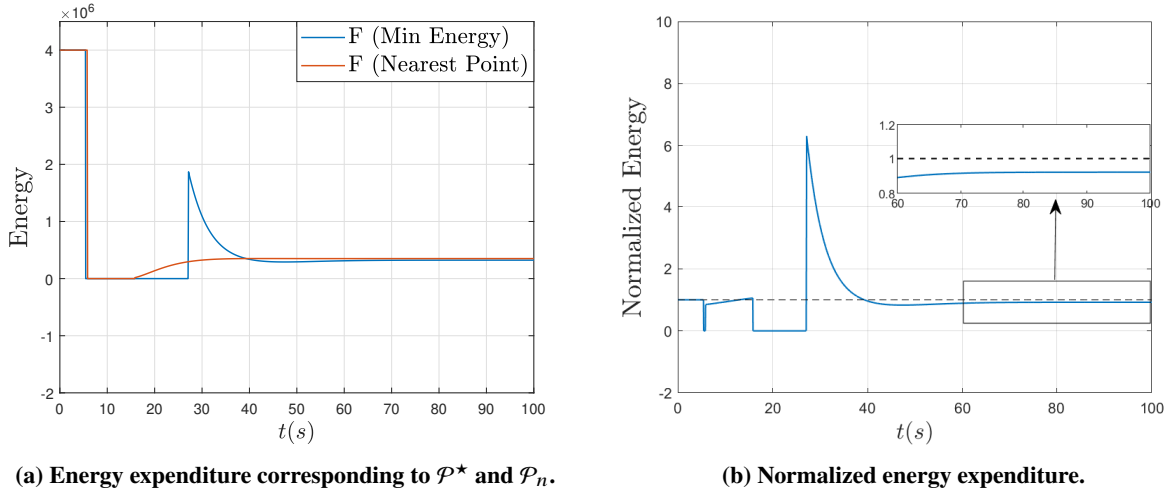 ×10⁶
4
3
2
1
0
-1
-2
Energy
F (Min Energy)
F (Nearest Point)
0 10 20 30 40 50 60 70 80 90 100
t(s)
(a) Energy expenditure corresponding to 𝒫★ and 𝒫ₙ.
10
8
6
4
2
0
-2
Normalized Energy
1.2
1
0.8
60 70 80 90 100
0 20 40 60 80 100
t(s)
(b) Normalized energy expenditure.